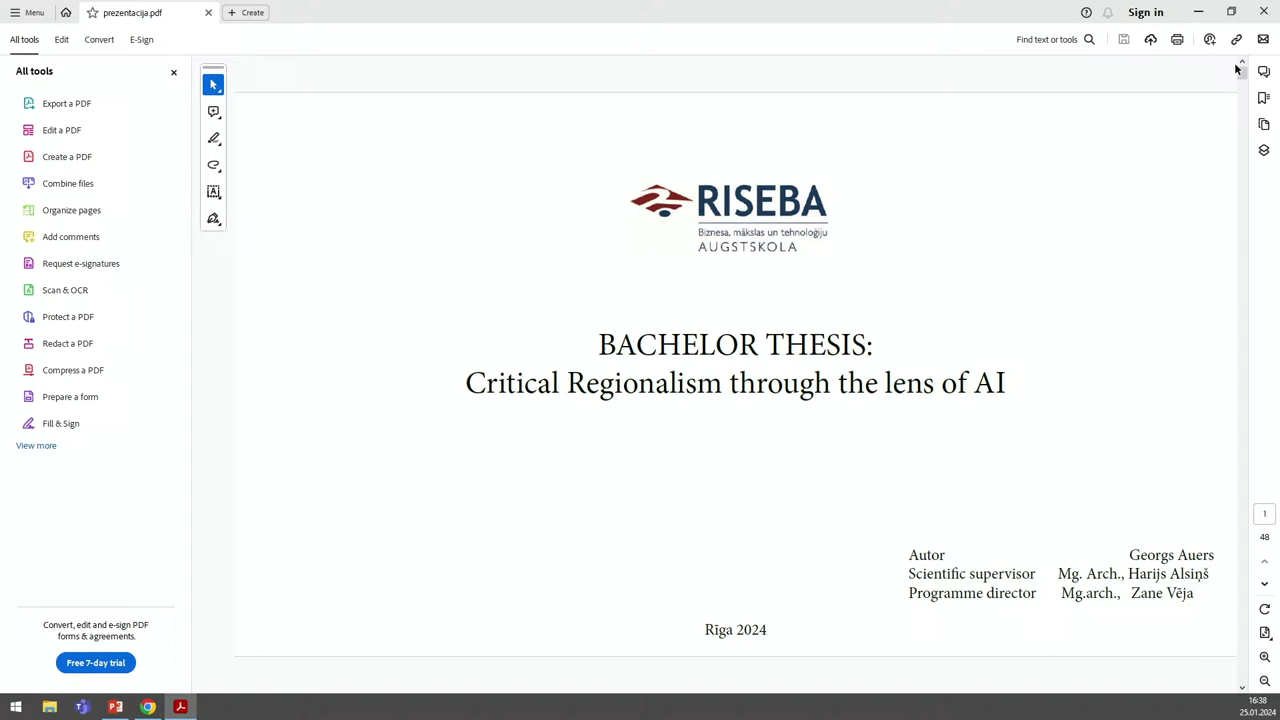 Menu
prezentacija.pdf
Create
Sign in
All tools
Edit
Convert
E-Sign
Find text or tools
All tools
Export a PDF
Edit a PDF
Create a PDF
Combine files
Organize pages
Add comments
Request e-signatures
Scan & OCR
Protect a PDF
Redact a PDF
Compress a PDF
Prepare a form
Fill & Sign
View more
Convert, edit and e-sign PDF
forms & agreements.
Free 7-day trial
RISEBA
Biznesa, mākslas un tehnoloģiju
AUGSTSKOLA
BACHELOR THESIS:
Critical Regionalism through the lens of AI
Autor Georgs Auers
Scientific supervisor Mg. Arch., Harijs Alsiņš
Programme director Mg.arch., Zane Vēja
Rīga 2024
1
48
16:38
25.01.2024